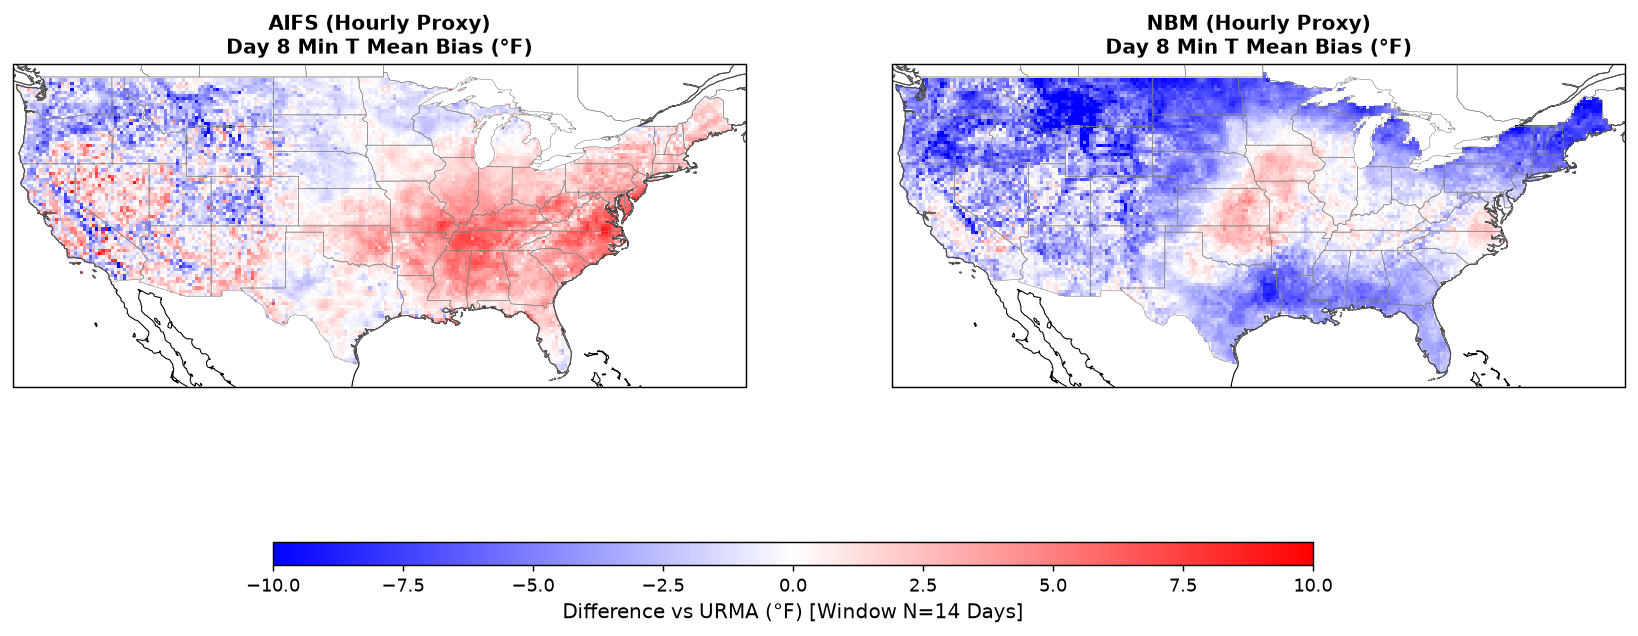 AIFS (Hourly Proxy)
Day 8 Min T Mean Bias (°F)
NBM (Hourly Proxy)
Day 8 Min T Mean Bias (°F)
−10.0 −7.5 −5.0 −2.5 0.0 2.5 5.0 7.5 10.0
Difference vs URMA (°F) [Window N=14 Days]